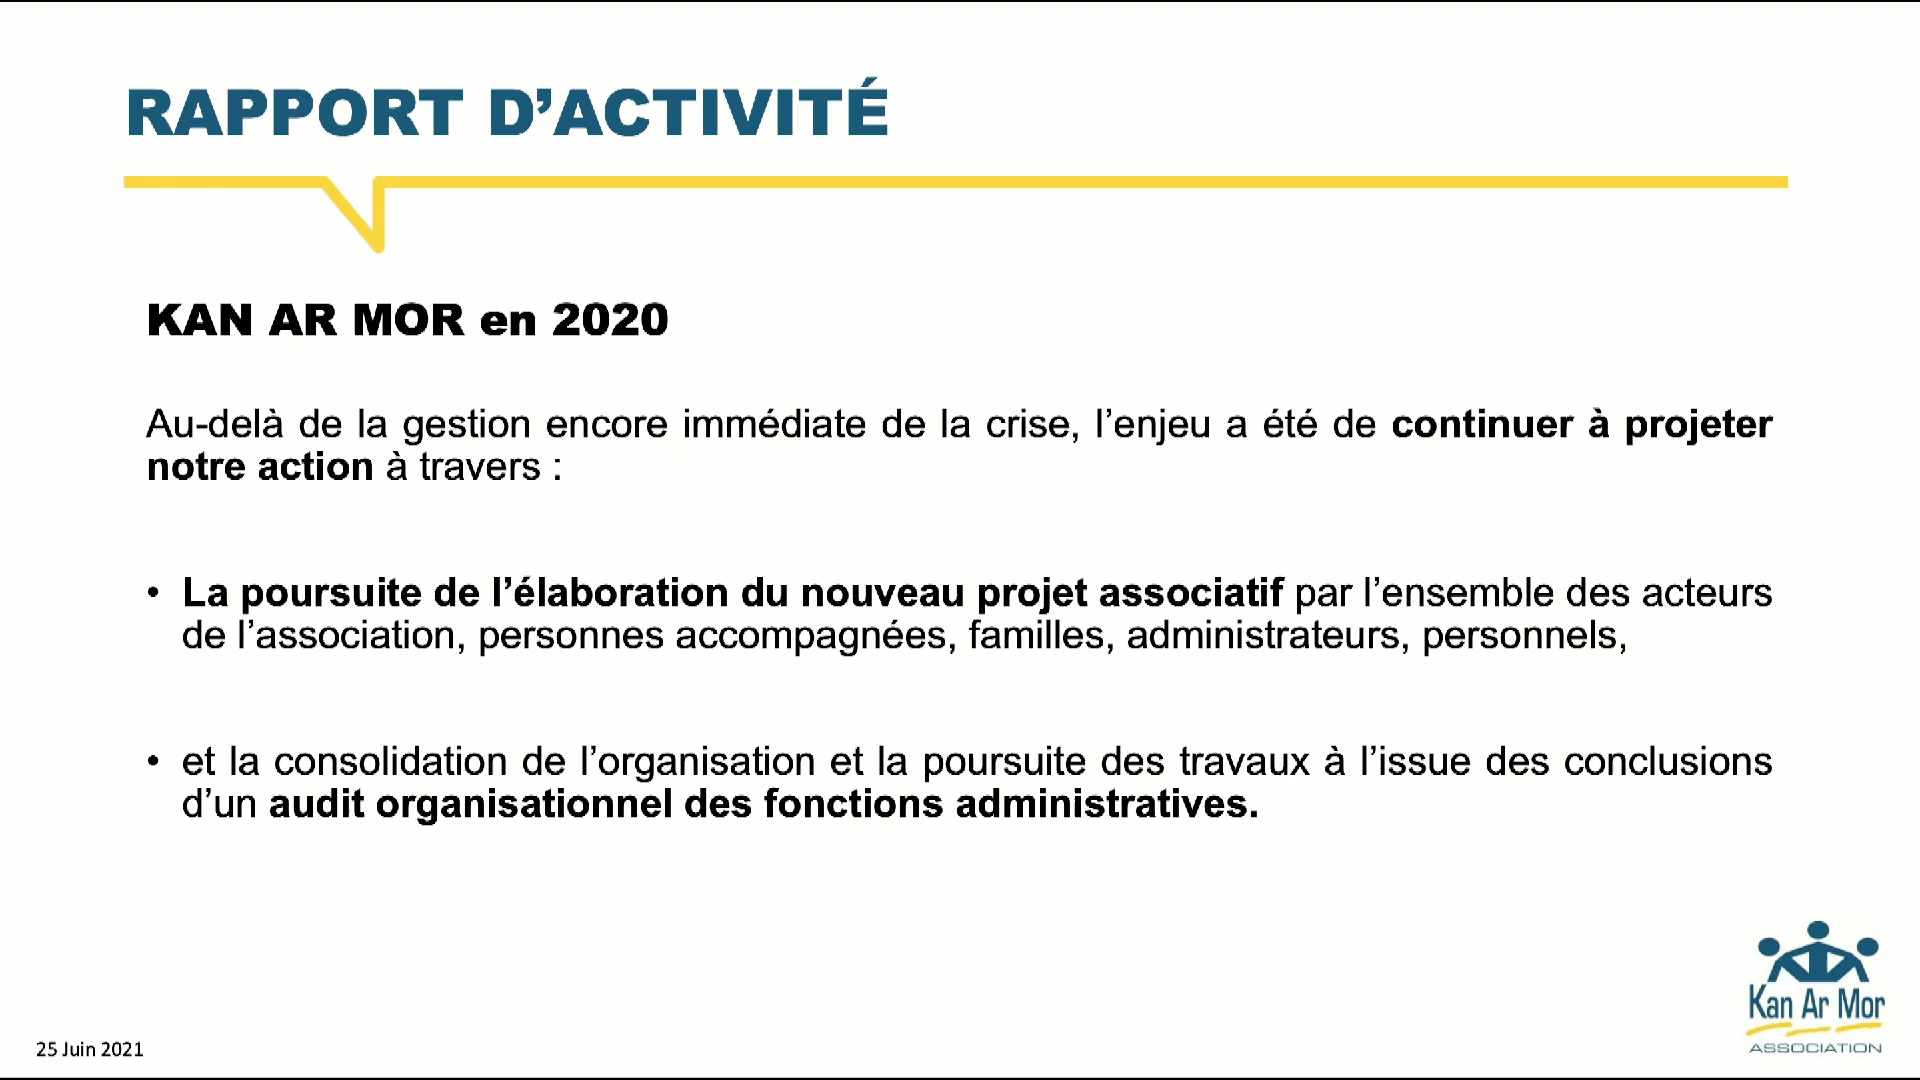 RAPPORT D’ACTIVITÉ
KAN AR MOR en 2020
Au-delà de la gestion encore immédiate de la crise, l’enjeu a été de continuer à projeter
notre action à travers :
• La poursuite de l’élaboration du nouveau projet associatif par l’ensemble des acteurs
de l’association, personnes accompagnées, familles, administrateurs, personnels,
• et la consolidation de l’organisation et la poursuite des travaux à l’issue des conclusions
d’un audit organisationnel des fonctions administratives.
Kan Ar Mor
ASSOCIATION
25 Juin 2021